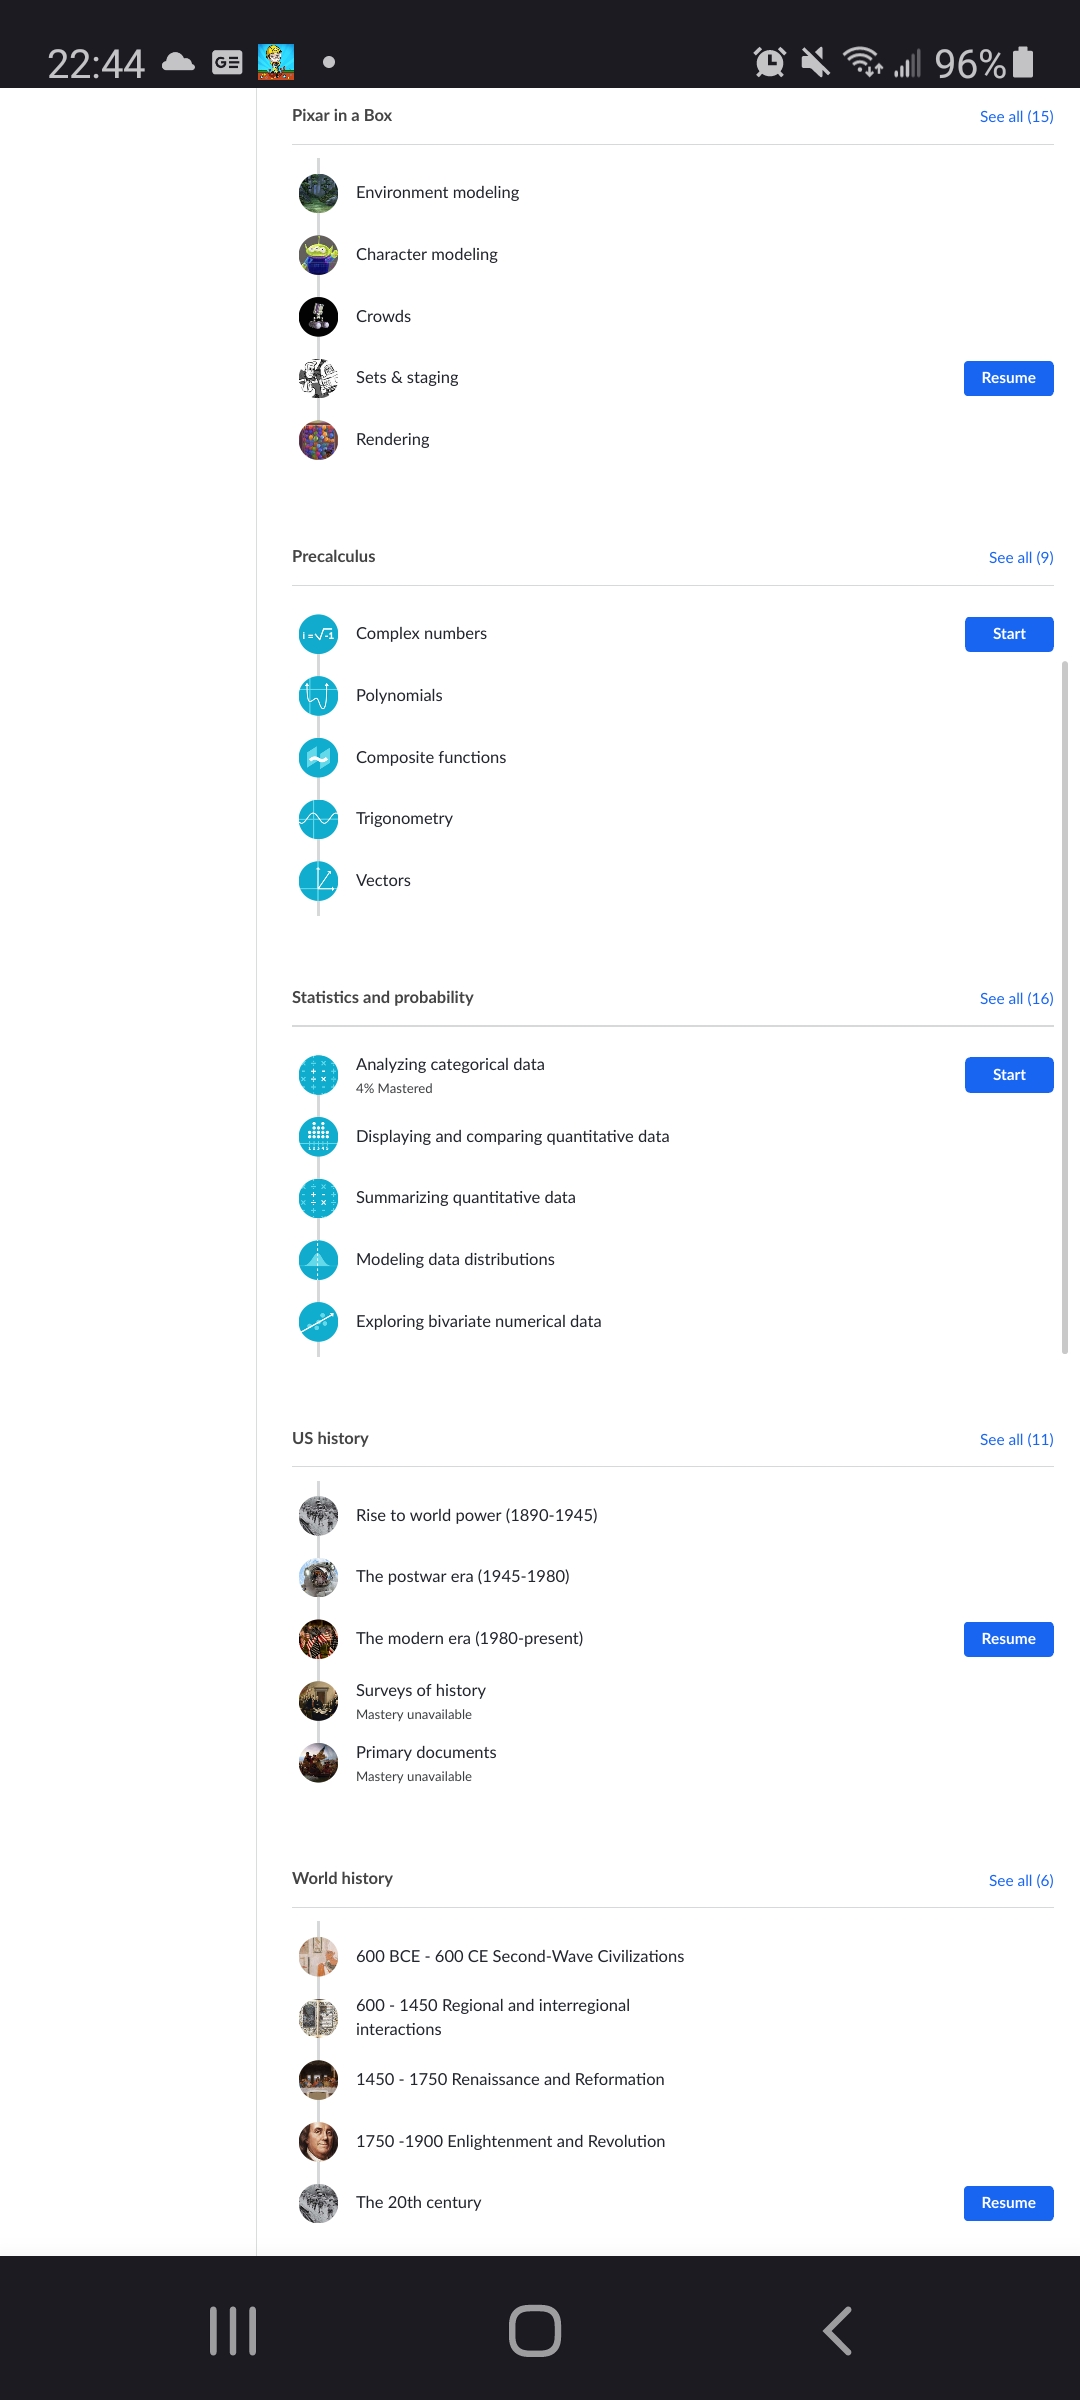 22:44
GE
96%
Pixar in a Box
See all (15)
Environment modeling
Character modeling
Crowds
Sets & staging
Resume
Rendering
Precalculus
See all (9)
i = √-1
Complex numbers
Start
Polynomials
Composite functions
Trigonometry
Vectors
Statistics and probability
See all (16)
Analyzing categorical data
4% Mastered
Start
Displaying and comparing quantitative data
Summarizing quantitative data
Modeling data distributions
Exploring bivariate numerical data
US history
See all (11)
Rise to world power (1890-1945)
The postwar era (1945-1980)
The modern era (1980-present)
Resume
Surveys of history
Mastery unavailable
Primary documents
Mastery unavailable
World history
See all (6)
600 BCE - 600 CE Second-Wave Civilizations
600 - 1450 Regional and interregional
interactions
1450 - 1750 Renaissance and Reformation
1750 -1900 Enlightenment and Revolution
The 20th century
Resume